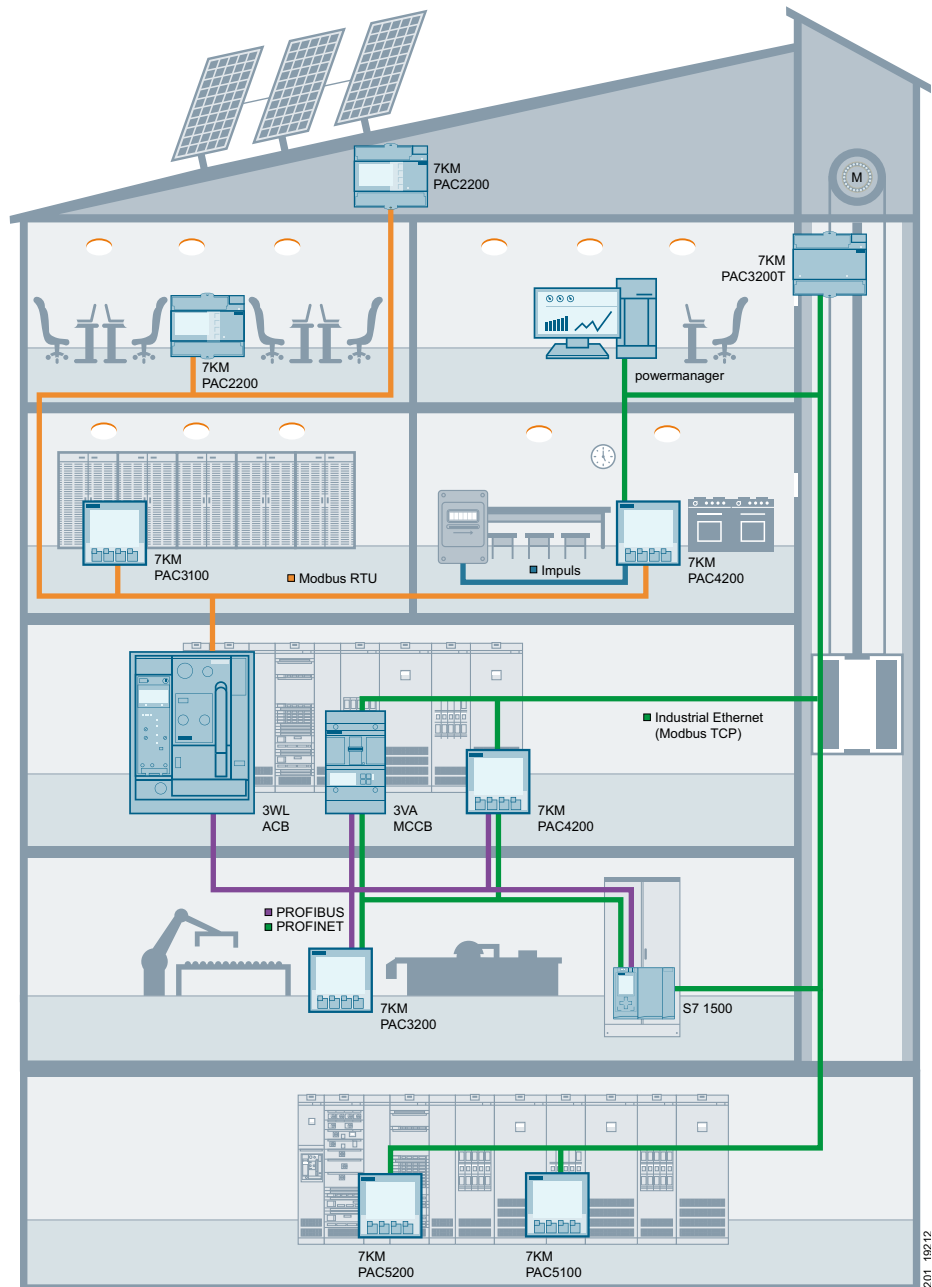 7KM
PAC2200
M
7KM
PAC3200T
7KM
PAC2200
powermanager
7KM
PAC3100
Modbus RTU
Impuls
7KM
PAC4200
Industrial Ethernet
(Modbus TCP)
3WL
ACB
3VA
MCCB
7KM
PAC4200
PROFIBUS
PROFINET
7KM
PAC3200
S7 1500
7KM
PAC5200
7KM
PAC5100
201_19212